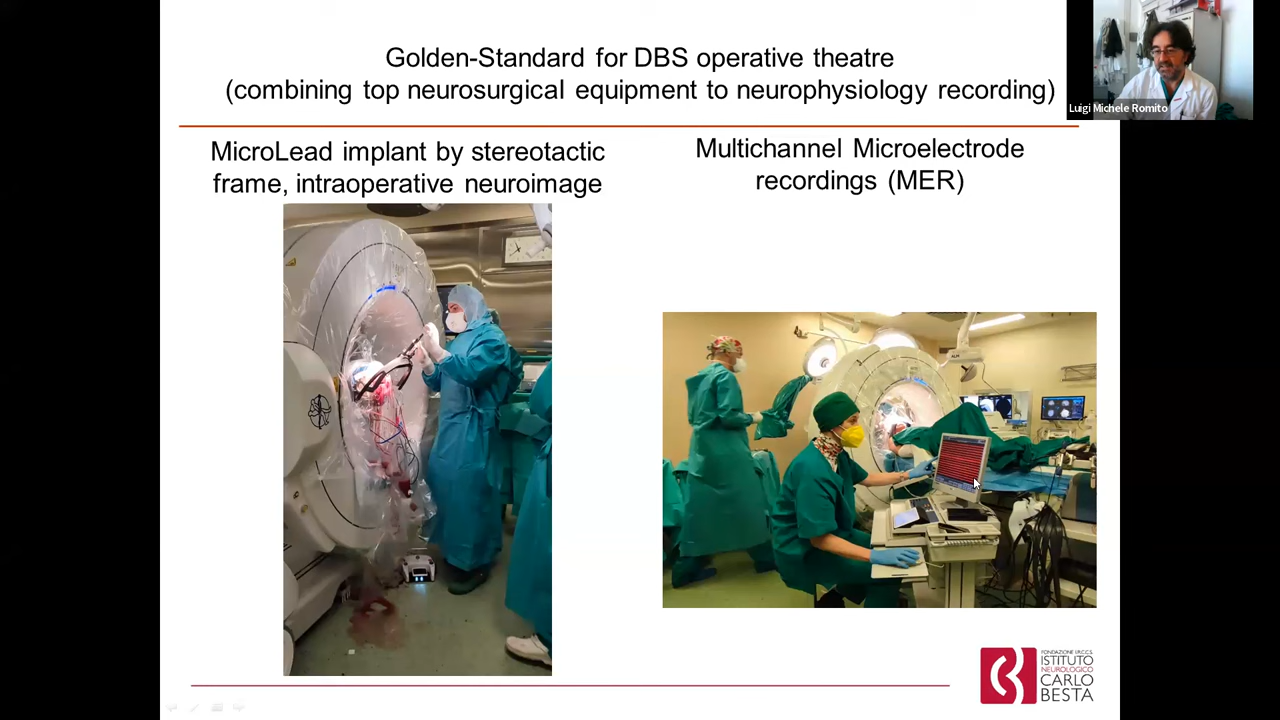 Golden-Standard for DBS operative theatre
(combining top neurosurgical equipment to neurophysiology recording)
Luigi Michele Romito
MicroLead implant by stereotactic
frame, intraoperative neuroimage
Multichannel Microelectrode
recordings (MER)
FONDAZIONE I.R.C.C.S.
ISTITUTO
NEUROLOGICO
CARLO
BESTA